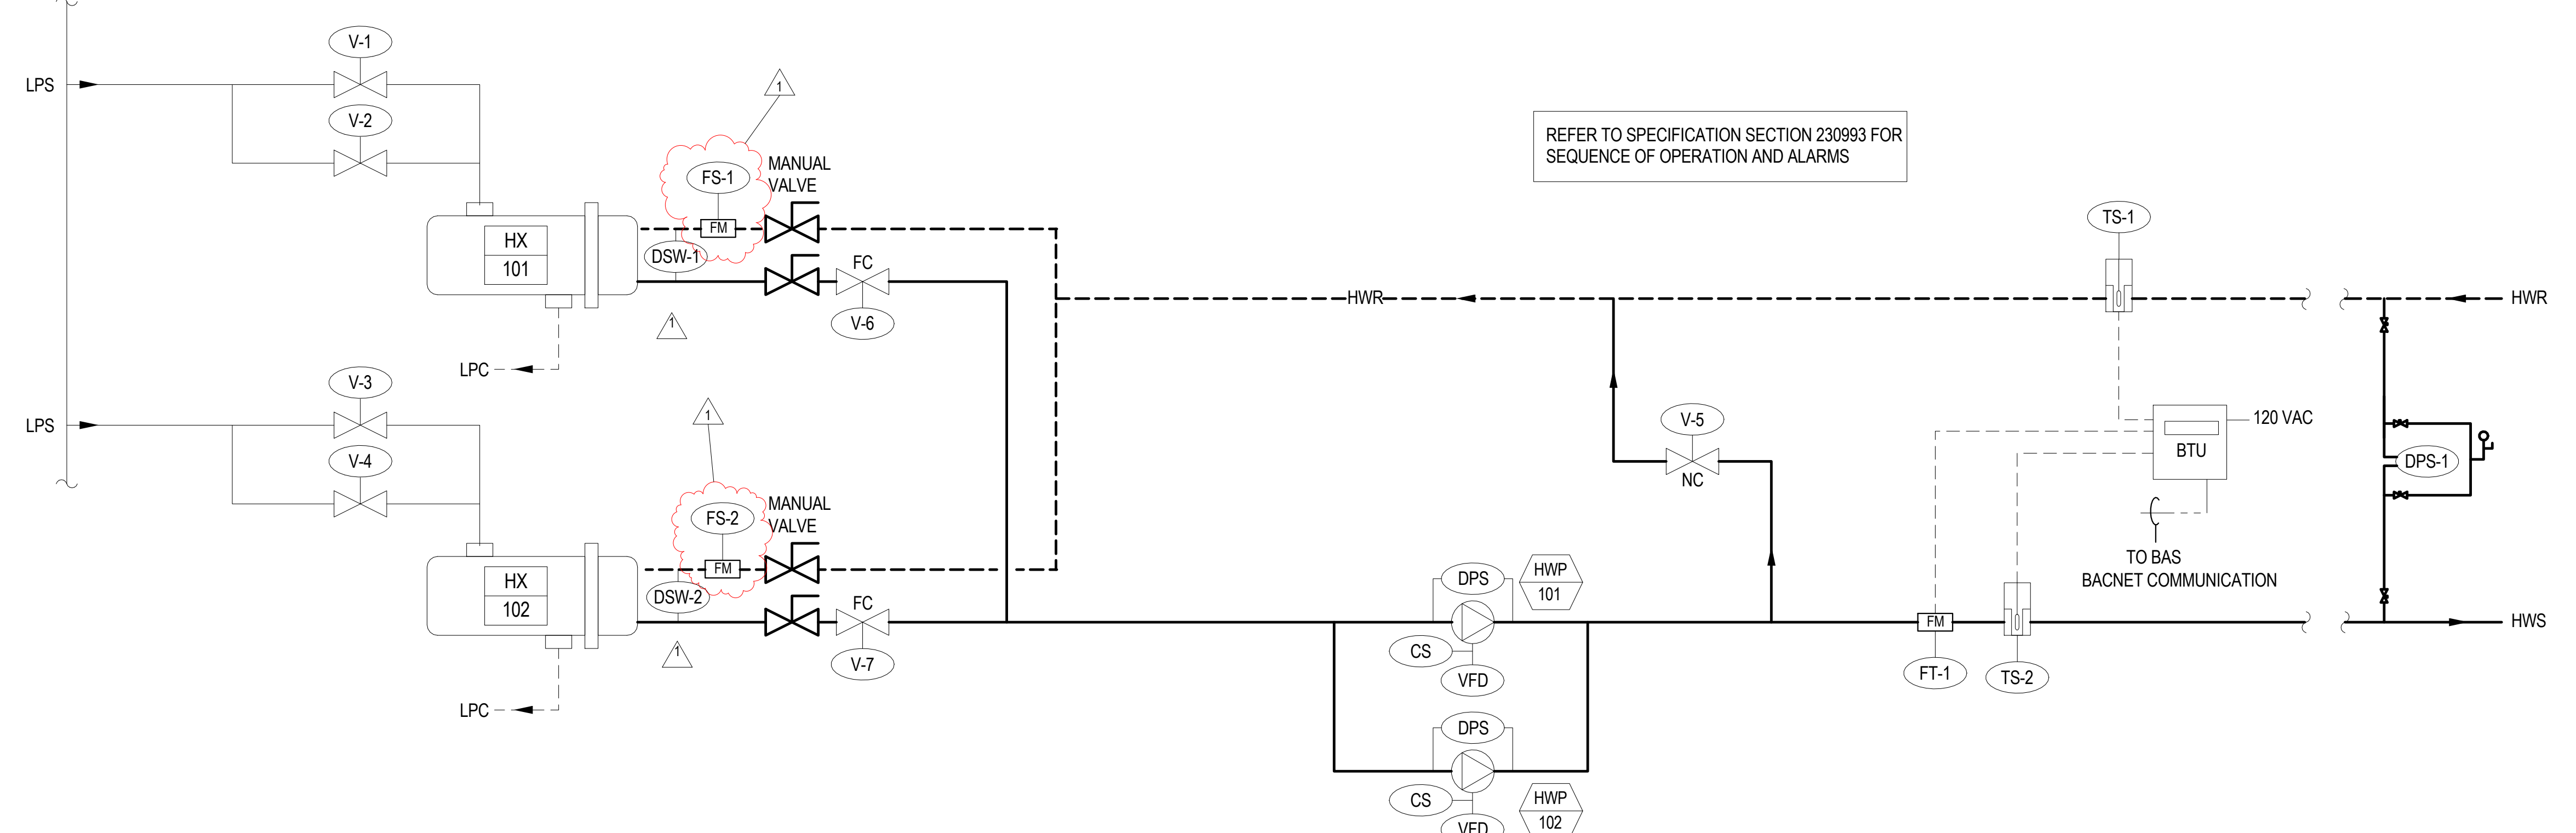 V-1
LPS
V-2
1
MANUAL
VALVE
FS-1
FM
REFER TO SPECIFICATION SECTION 230993 FOR
SEQUENCE OF OPERATION AND ALARMS
HX
101
DSW-1
FC
V-6
1
LPC
TS-1
HWR
HWR
V-3
LPS
V-4
1
MANUAL
VALVE
FS-2
FM
HX
102
DSW-2
FC
V-7
1
LPC
V-5
NC
120 VAC
BTU
DPS-1
TO BAS
BACNET COMMUNICATION
DPS
HWP
101
CS
VFD
FM
FT-1
TS-2
HWS
DPS
CS
VFD
HWP
102